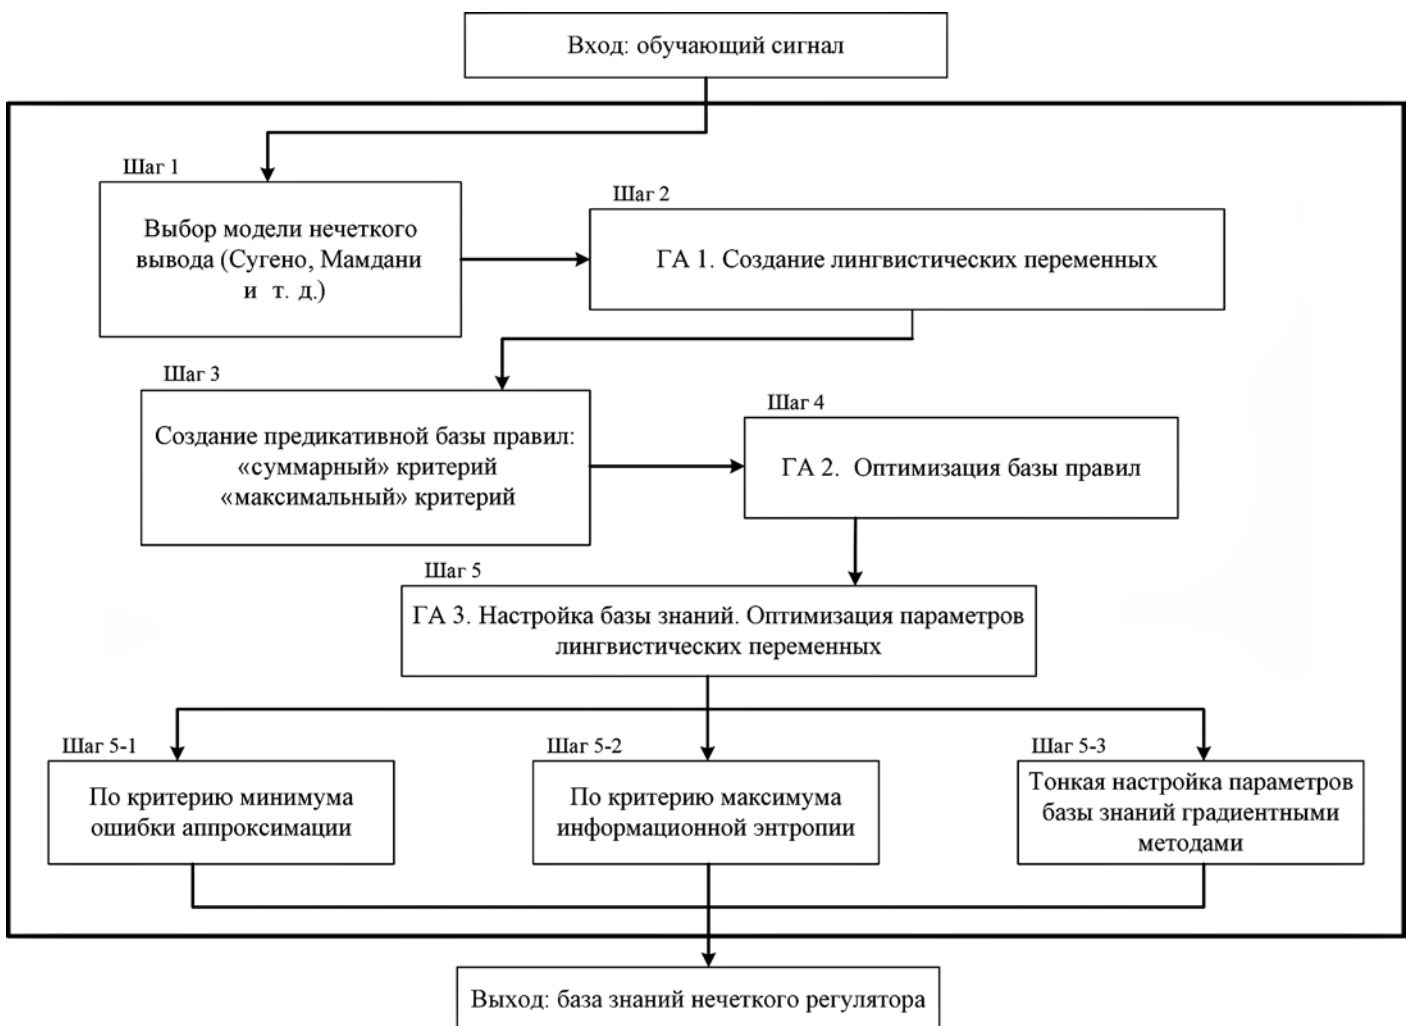 Вход: обучающий сигнал
Шаг 1
Выбор модели нечеткого
вывода (Сугено, Мамдани
и т. д.)
Шаг 2
ГА 1. Создание лингвистических переменных
Шаг 3
Создание предикативной базы правил:
«суммарный» критерий
«максимальный» критерий
Шаг 4
ГА 2. Оптимизация базы правил
Шаг 5
ГА 3. Настройка базы знаний. Оптимизация параметров
лингвистических переменных
Шаг 5-1
По критерию минимума
ошибки аппроксимации
Шаг 5-2
По критерию максимума
информационной энтропии
Шаг 5-3
Тонкая настройка параметров
базы знаний градиентными
методами
Выход: база знаний нечеткого регулятора